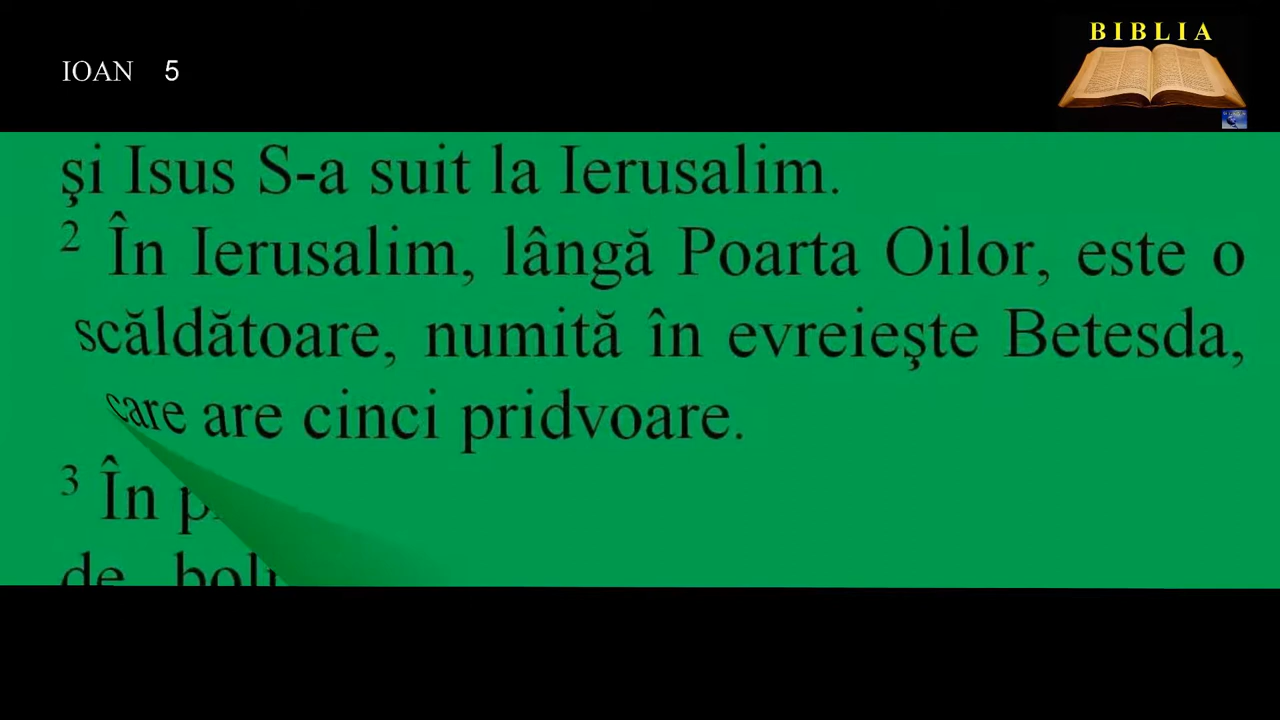 BIBLIA
IOAN 5
şi Isus S-a suit la Ierusalim.
2 În Ierusalim, lângă Poarta Oilor, este o
scăldătoare, numită în evreieşte Betesda,
care are cinci pridvoare.
3 În
de